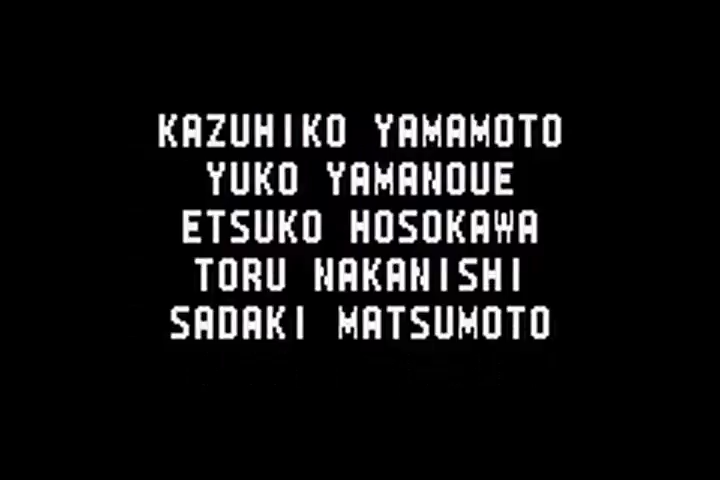 KAZUHIKO YAMAMOTO
YUKO YAMANOUE
ETSUKO HOSOKAWA
TORU NAKANISHI
SADAKI MATSUMOTO